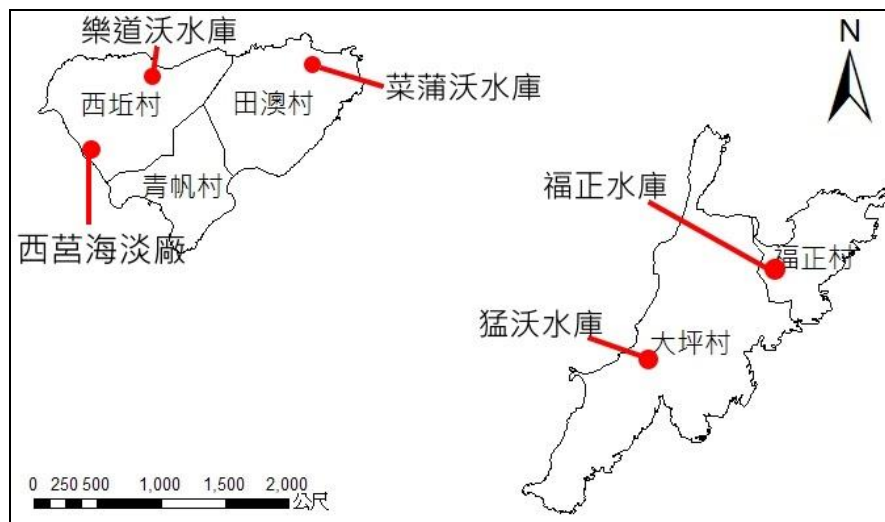 樂道沃水庫
N
菜蒲沃水庫
西坵村
田澳村
青帆村
福正水庫
西莒海淡廠
福正村
猛沃水庫
大坪村
0 250 500 1,000 1,500 2,000
公尺